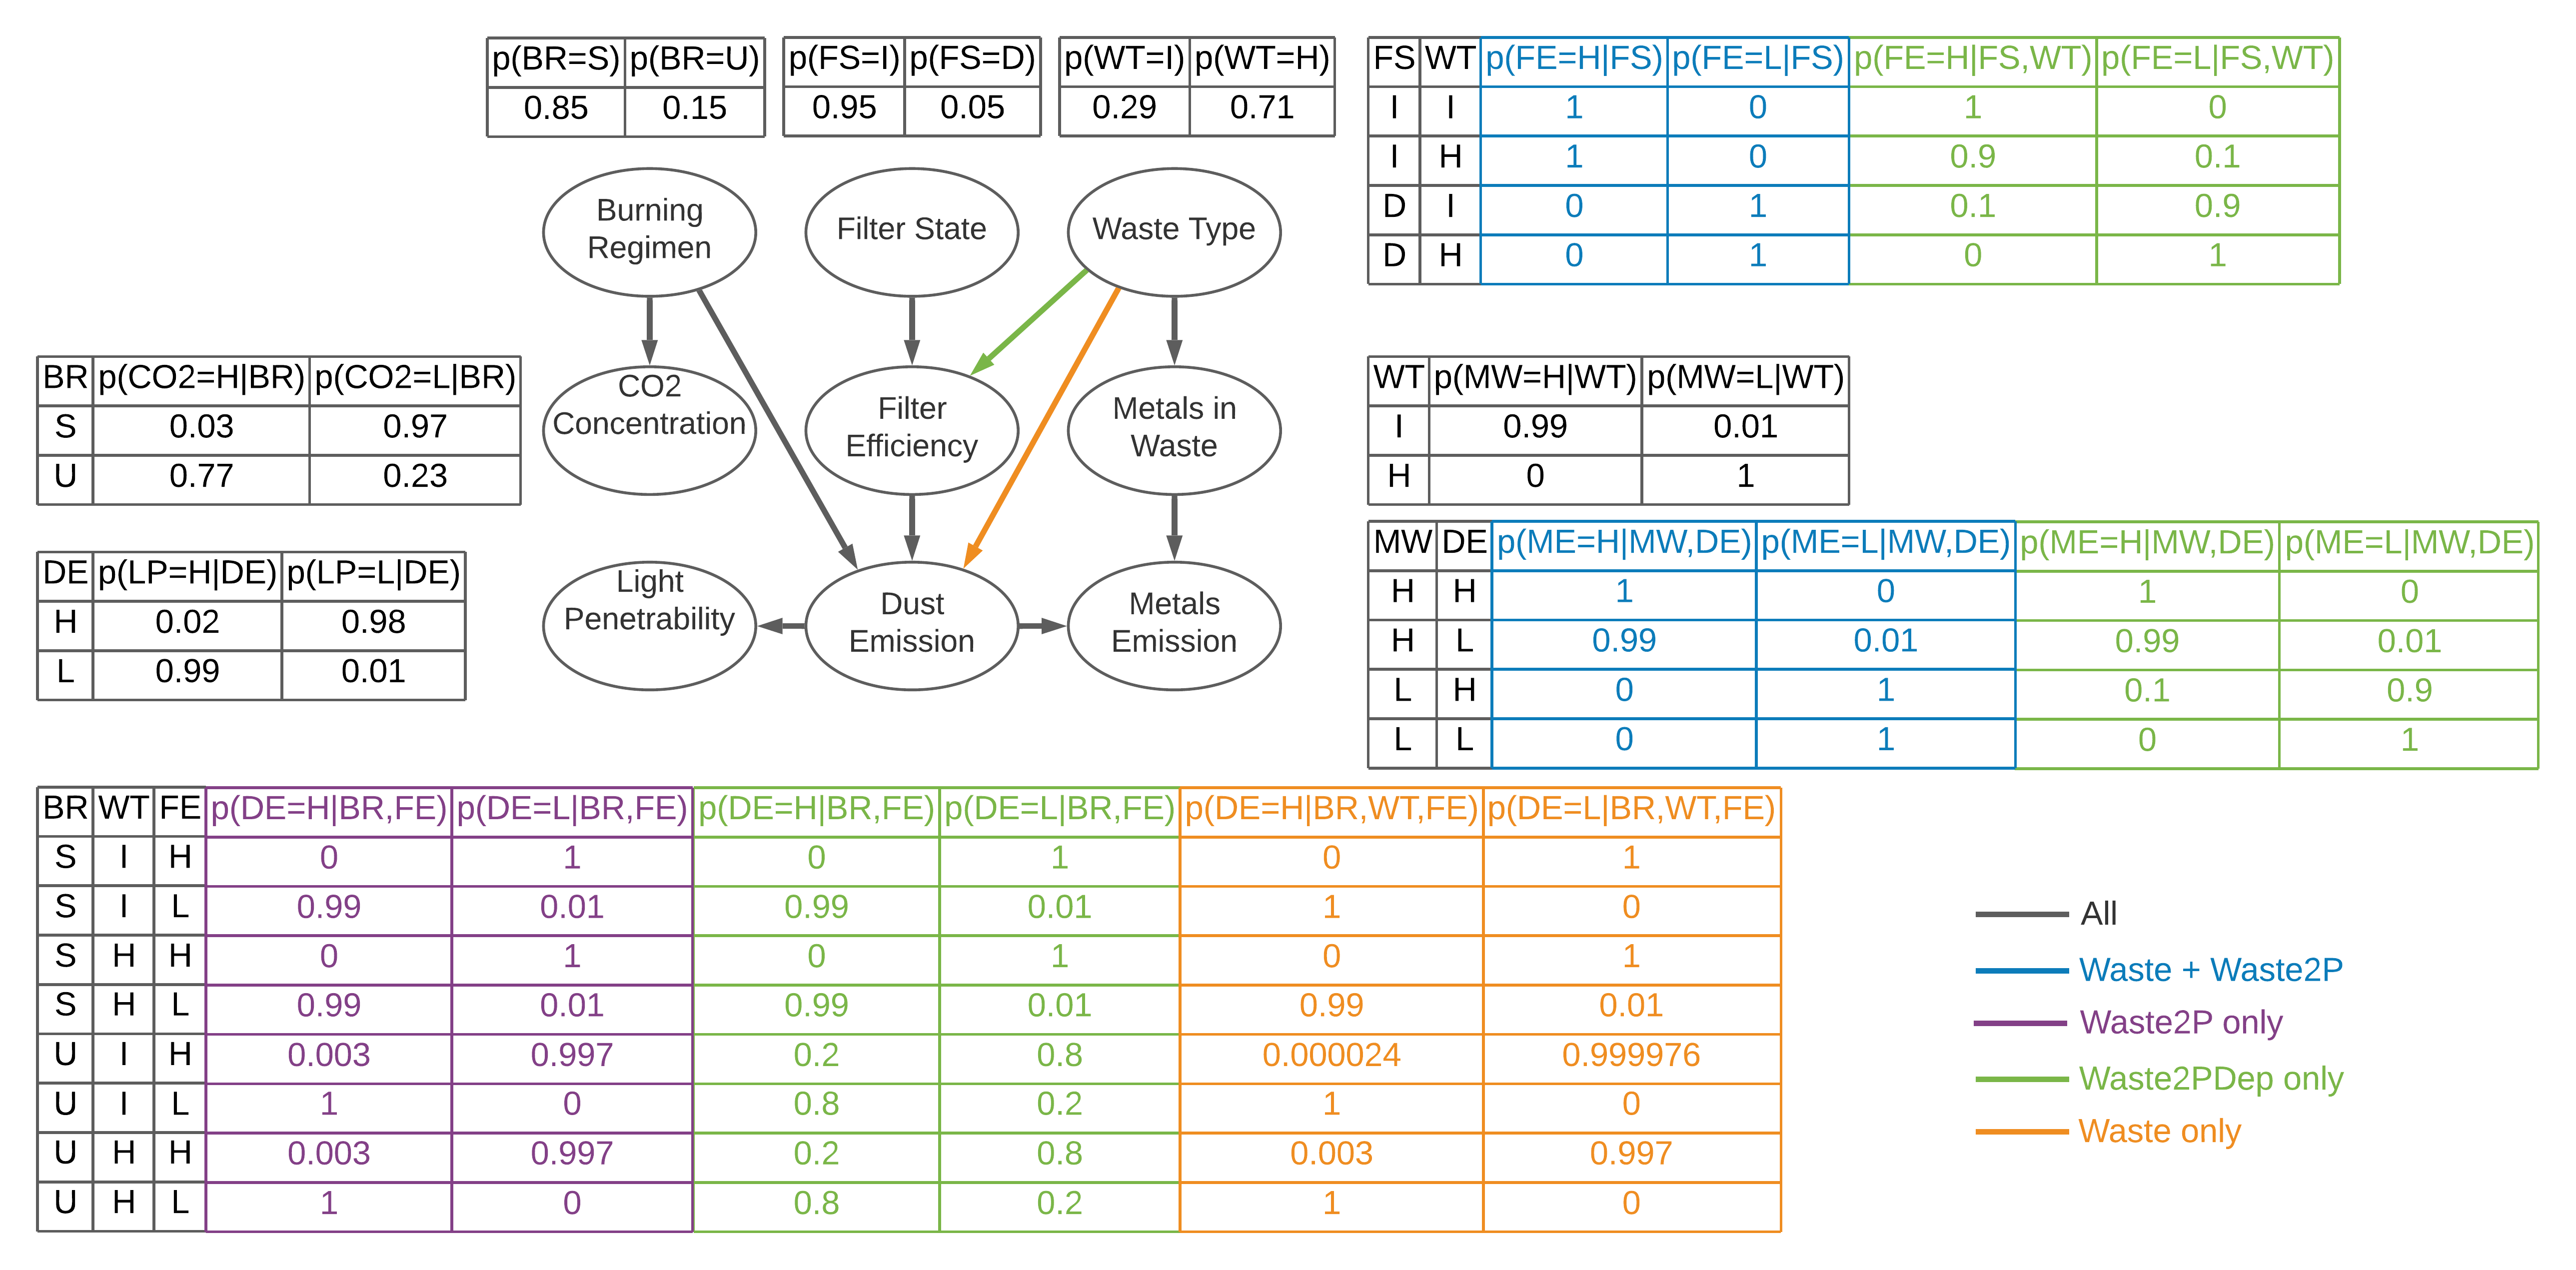 p(BR=S) p(BR=U)
0.85 0.15
p(FS=I) p(FS=D)
0.95 0.05
p(WT=I) p(WT=H)
0.29 0.71
FS WT p(FE=H|FS) p(FE=L|FS) p(FE=H|FS,WT) p(FE=L|FS,WT)
I I 1 0 1 0
I H 1 0 0.9 0.1
D I 0 1 0.1 0.9
D H 0 1 0 1
Burning
Regimen
Filter State
Waste Type
BR p(CO2=H|BR) p(CO2=L|BR)
S 0.03 0.97
U 0.77 0.23
CO2
Concentration
Filter
Efficiency
Metals in
Waste
WT p(MW=H|WT) p(MW=L|WT)
I 0.99 0.01
H 0 1
DE p(LP=H|DE) p(LP=L|DE)
H 0.02 0.98
L 0.99 0.01
Light
Penetrability
Dust
Emission
Metals
Emission
MW DE p(ME=H|MW,DE) p(ME=L|MW,DE) p(ME=H|MW,DE) p(ME=L|MW,DE)
H H 1 0 1 0
H L 0.99 0.01 0.99 0.01
L H 0 1 0.1 0.9
L L 0 1 0 1
BR WT FE p(DE=H|BR,FE) p(DE=L|BR,FE) p(DE=H|BR,FE) p(DE=L|BR,FE) p(DE=H|BR,WT,FE) p(DE=L|BR,WT,FE)
S I H 0 1 0 1 0 1
S I L 0.99 0.01 0.99 0.01 1 0
S H H 0 1 0 1 0 1
S H L 0.99 0.01 0.99 0.01 0.99 0.01
U I H 0.003 0.997 0.2 0.8 0.000024 0.999976
U I L 1 0 0.8 0.2 1 0
U H H 0.003 0.997 0.2 0.8 0.003 0.997
U H L 1 0 0.8 0.2 1 0
All
Waste + Waste2P
Waste2P only
Waste2PDep only
Waste only